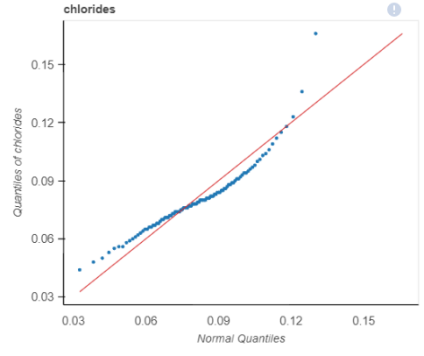 chlorides
!
0.15
0.12
0.09
0.06
0.03
Quantiles of chlorides
0.03 0.06 0.09 0.12 0.15
Normal Quantiles